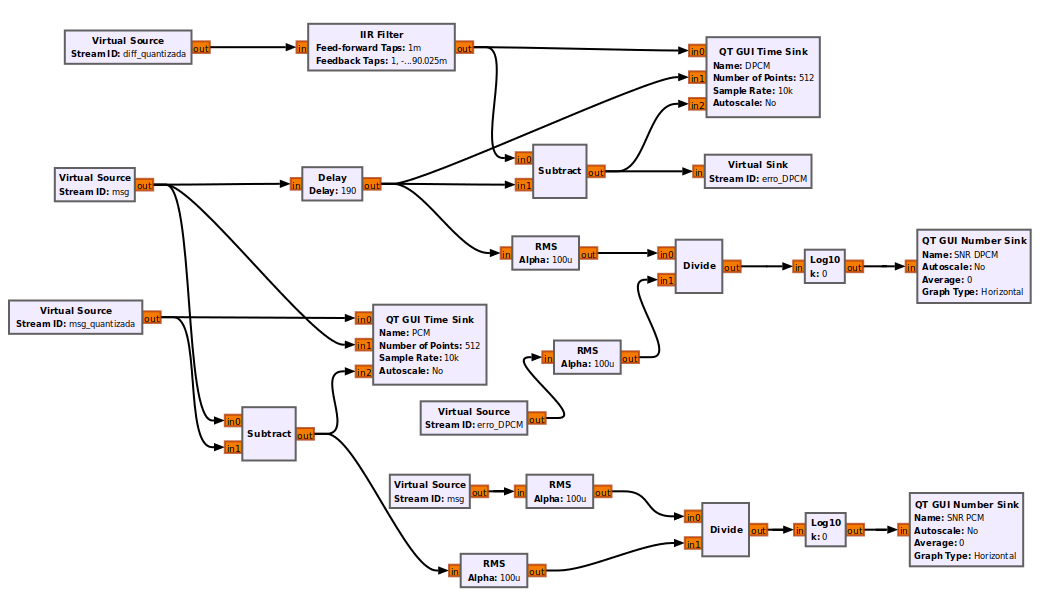 Virtual Source
Stream ID: diff_quantizada
out
in
IIR Filter
Feed-forward Taps: 1m
Feedback Taps: 1, -...90.025m
out
in0
in1
in2
QT GUI Time Sink
Name: DPCM
Number of Points: 512
Sample Rate: 10k
Autoscale: No
Virtual Source
Stream ID: msg
out
in
Delay
Delay: 190
out
in0
in1
Subtract
out
in
Virtual Sink
Stream ID: erro_DPCM
in
RMS
Alpha: 100u
out
in0
in1
Divide
out
in
Log10
k: 0
out
in
QT GUI Number Sink
Name: SNR DPCM
Autoscale: No
Average: 0
Graph Type: Horizontal
Virtual Source
Stream ID: msg_quantizada
out
in0
in1
in2
QT GUI Time Sink
Name: PCM
Number of Points: 512
Sample Rate: 10k
Autoscale: No
in
RMS
Alpha: 100u
out
Virtual Source
Stream ID: erro_DPCM
out
in0
in1
Subtract
out
Virtual Source
Stream ID: msg
out
in
RMS
Alpha: 100u
out
in0
in1
Divide
out
in
Log10
k: 0
out
in
QT GUI Number Sink
Name: SNR PCM
Autoscale: No
Average: 0
Graph Type: Horizontal
in
RMS
Alpha: 100u
out